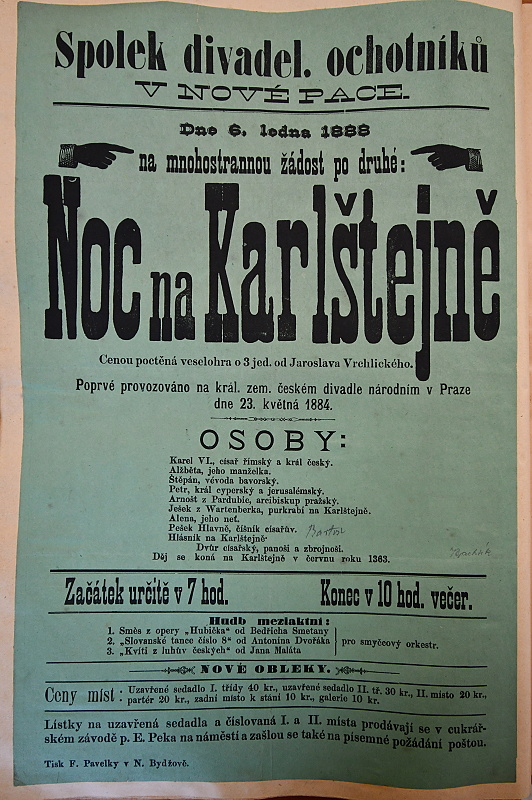 Spolek divadel. ochotníků
V NOVÉ PACE.
Dne 6. ledna 1888
na mnohostrannou žádost po druhé:
Noc na Karlštejně
Cenou poctěná veselohra o 3 jed. od Jaroslava Vrchlického.
Poprvé provozováno na král. zem. českém divadle národním v Praze
dne 23. května 1884.
OSOBY:
Karel VI., císař římský a král český.
Alžběta, jeho manželka.
Štěpán, vévoda bavorský.
Petr, král cyperský a jerusalémský.
Arnošt z Pardubic, arcibiskup pražský.
Ješek z Wartenberka, purkrabí na Karlštejně.
Alena, jeho neť.
Pešek Hlavně, číšník císařův. Bartoš
Hlásník na Karlštejně.
Dvůr císařský, panoši a zbrojnoši.
Děj se koná na Karlštejně v červnu roku 1363.
Začátek určitě v 7 hod. Konec v 10 hod. večer.
Hudb meziaktní:
1. Směs z opery „Hubička“ od Bedřicha Smetany
2. „Slovanské tance číslo 8“ od Antonína Dvořáka
3. „Kvítí z luhův českých“ od Jana Maláta
pro smyčcový orkestr.
NOVÉ OBLEKY.
Ceny míst: Uzavřené sedadlo I. třídy 40 kr., uzavřené sedadlo II. tř. 30 kr., II. místo 20 kr.,
partér 20 kr., zadní místo k stání 10 kr., galerie 10 kr.
Lístky na uzavřená sedadla a číslovaná I. a II. místa prodávají se v cukrář-
ském závodě p. E. Peka na náměstí a zašlou se také na písemné požádání poštou.
Tisk F. Pavelky v N. Bydžově.